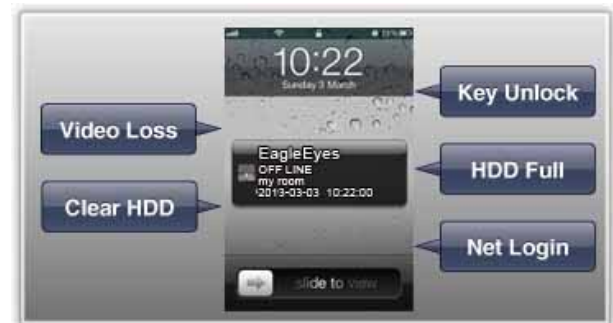 10:22
Sunday 3 March
Key Unlock
Video Loss
EagleEyes
OFF LINE
my room
2013-03-03 10:22:00
HDD Full
Clear HDD
Net Login
slide to view